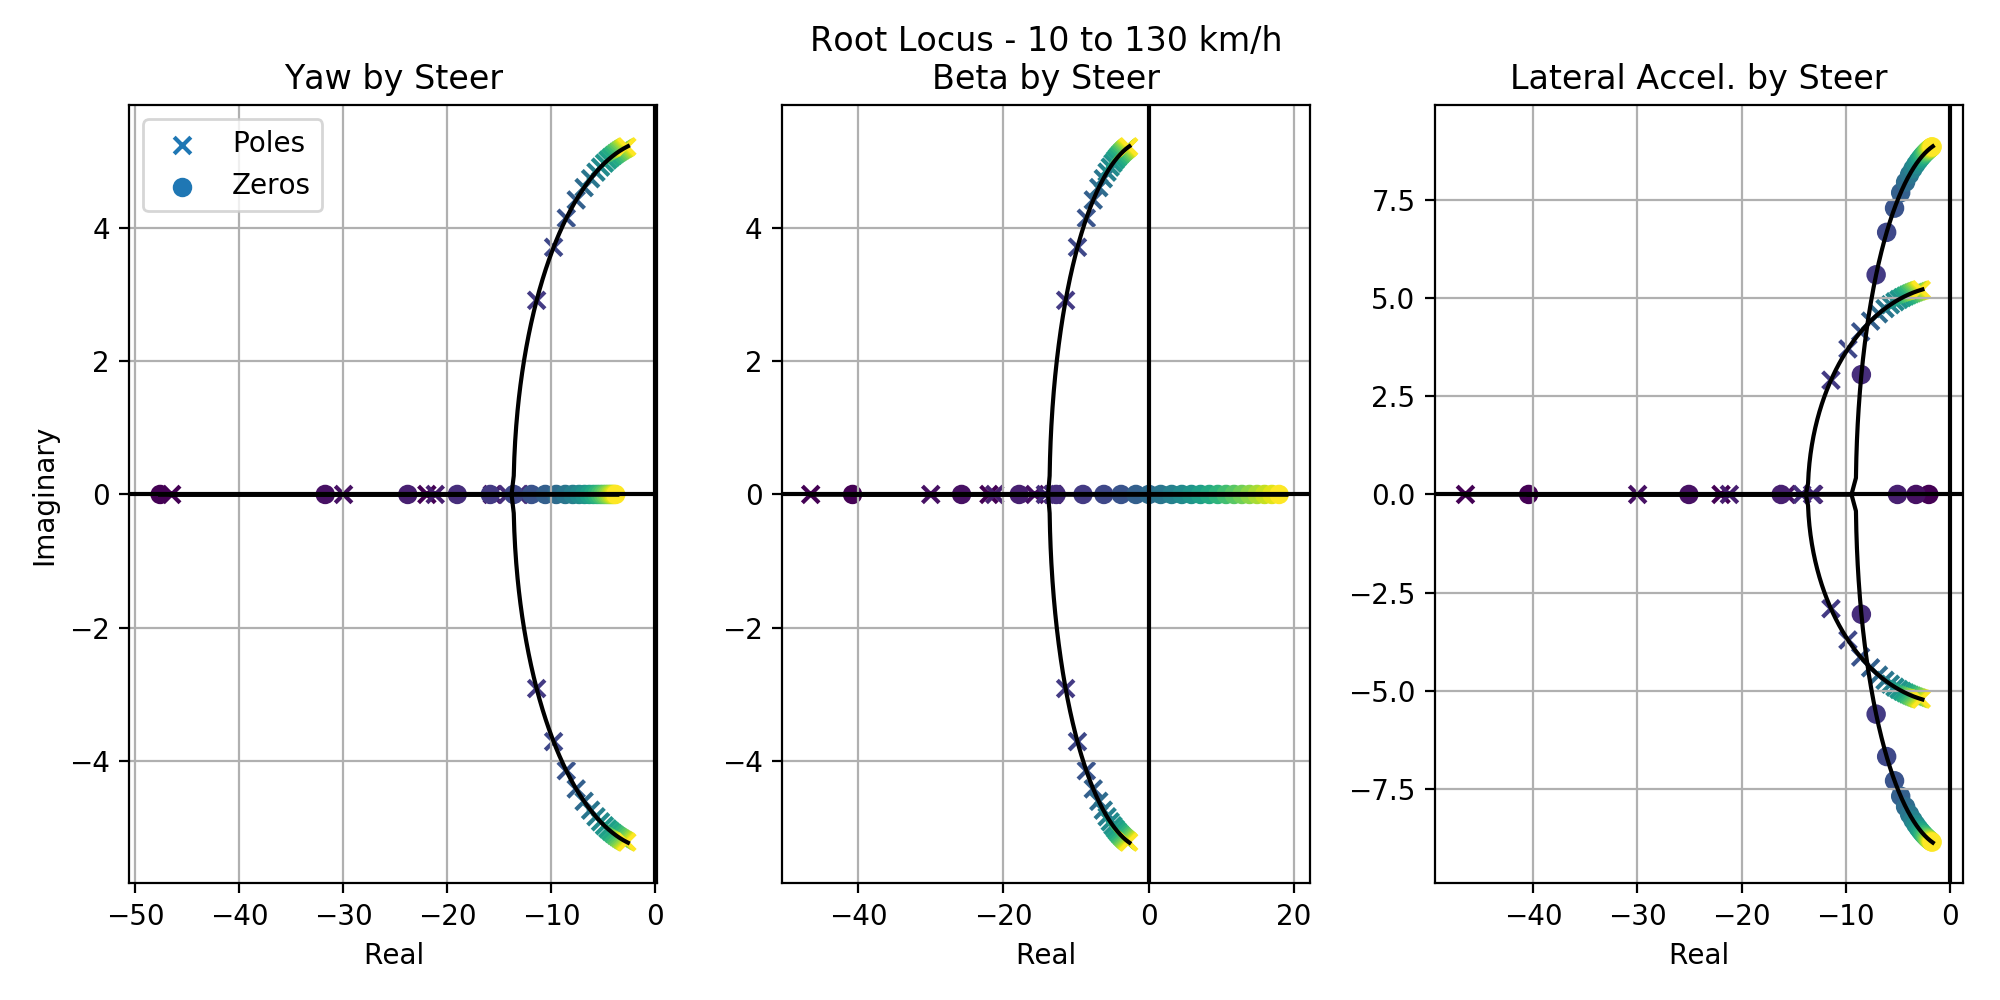 Root Locus - 10 to 130 km/h
Yaw by Steer
Beta by Steer
Lateral Accel. by Steer
Poles
Zeros
Imaginary
4
2
0
−2
−4
−50 −40 −30 −20 −10 0
Real
4
2
0
−2
−4
−40 −20 0 20
Real
7.5
5.0
2.5
0.0
−2.5
−5.0
−7.5
−40 −30 −20 −10 0
Real